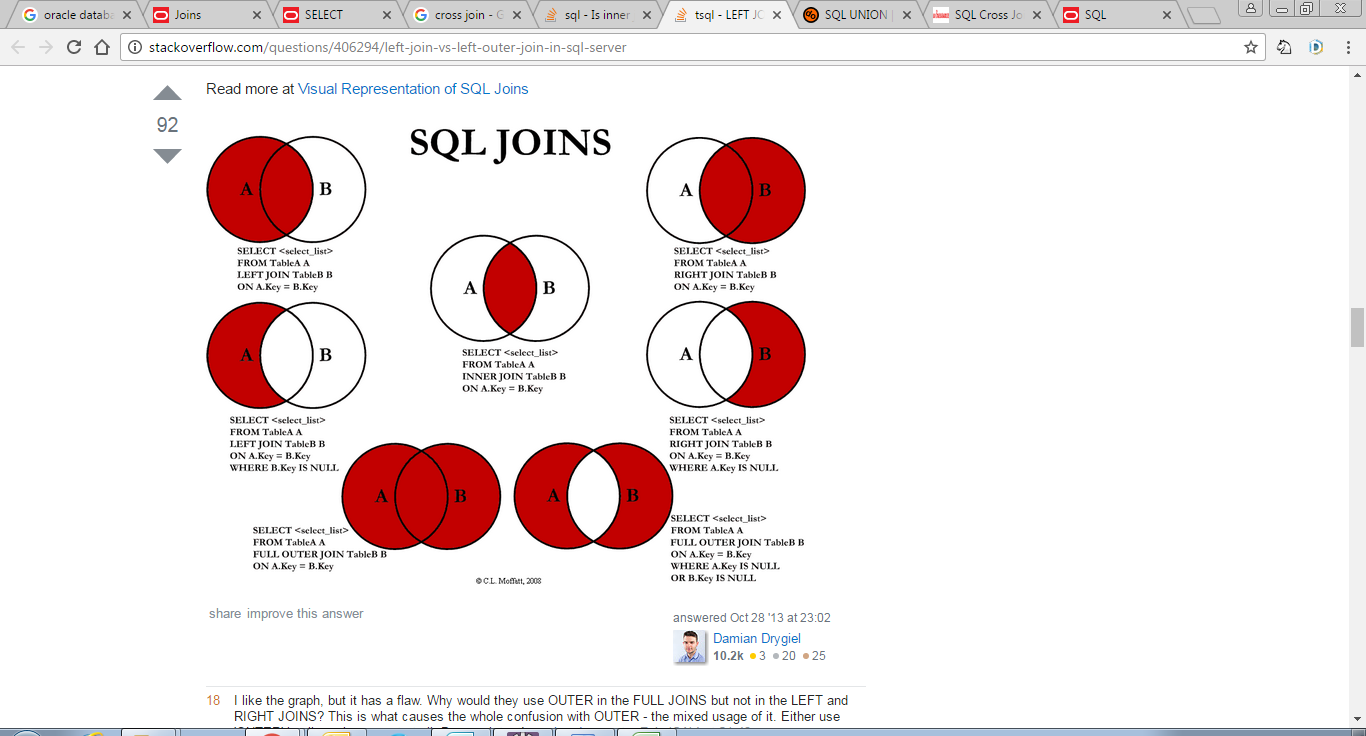 oracle databa
Joins
SELECT
cross join - G
sql - Is inner
tsql - LEFT JO
SQL UNION |
SQL Cross Jo
SQL
stackoverflow.com/questions/406294/left-join-vs-left-outer-join-in-sql-server
Read more at Visual Representation of SQL Joins
92
SQL JOINS
A B
SELECT <select_list>
FROM TableA A
LEFT JOIN TableB B
ON A.Key = B.Key
A B
SELECT <select_list>
FROM TableA A
RIGHT JOIN TableB B
ON A.Key = B.Key
A B
SELECT <select_list>
FROM TableA A
INNER JOIN TableB B
ON A.Key = B.Key
A B
SELECT <select_list>
FROM TableA A
LEFT JOIN TableB B
ON A.Key = B.Key
WHERE B.Key IS NULL
A B
SELECT <select_list>
FROM TableA A
RIGHT JOIN TableB B
ON A.Key = B.Key
WHERE A.Key IS NULL
A B
SELECT <select_list>
FROM TableA A
FULL OUTER JOIN TableB B
ON A.Key = B.Key
A B
SELECT <select_list>
FROM TableA A
FULL OUTER JOIN TableB B
ON A.Key = B.Key
WHERE A.Key IS NULL
OR B.Key IS NULL
© C.L. Moffatt, 2008
share improve this answer
answered Oct 28 '13 at 23:02
Damian Drygiel
10.2k 3 20 25
18 I like the graph, but it has a flaw. Why would they use OUTER in the FULL JOINS but not in the LEFT and
RIGHT JOINS? This is what causes the whole confusion with OUTER - the mixed usage of it. Either use